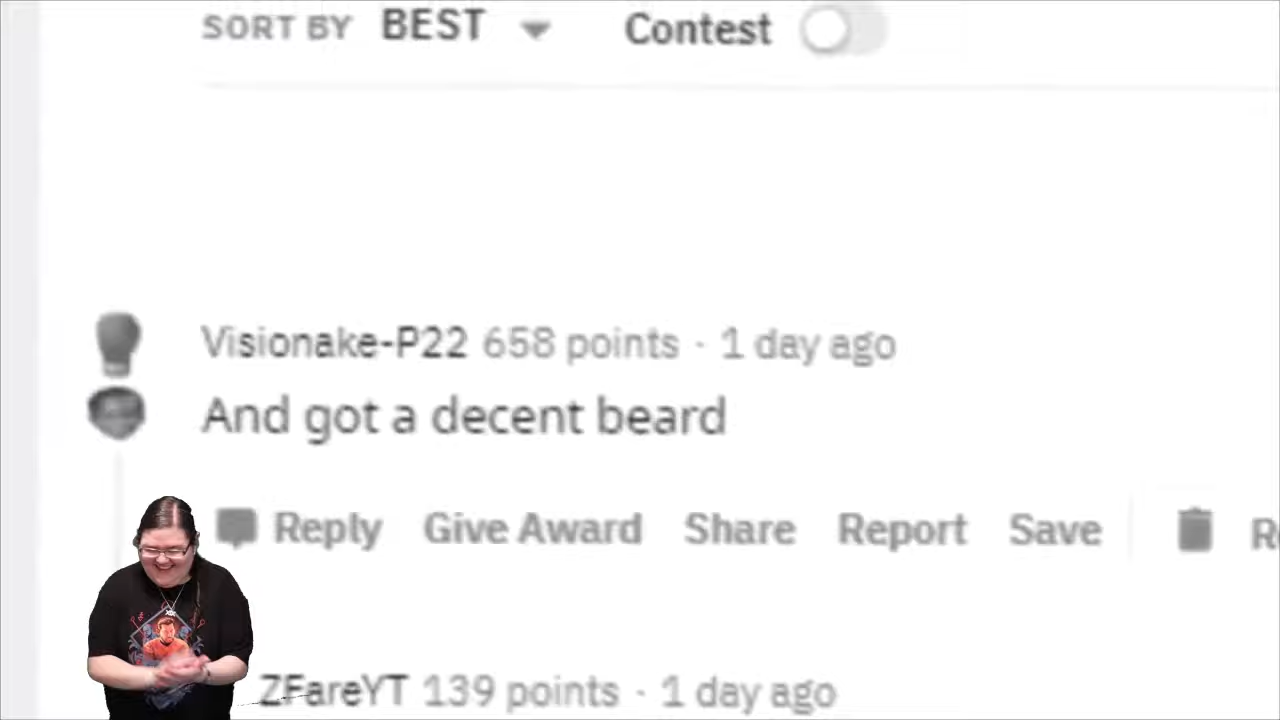 SORT BY BEST Contest
Visionake-P22 658 points · 1 day ago
And got a decent beard
Reply Give Award Share Report Save
ZFareYT 139 points · 1 day ago